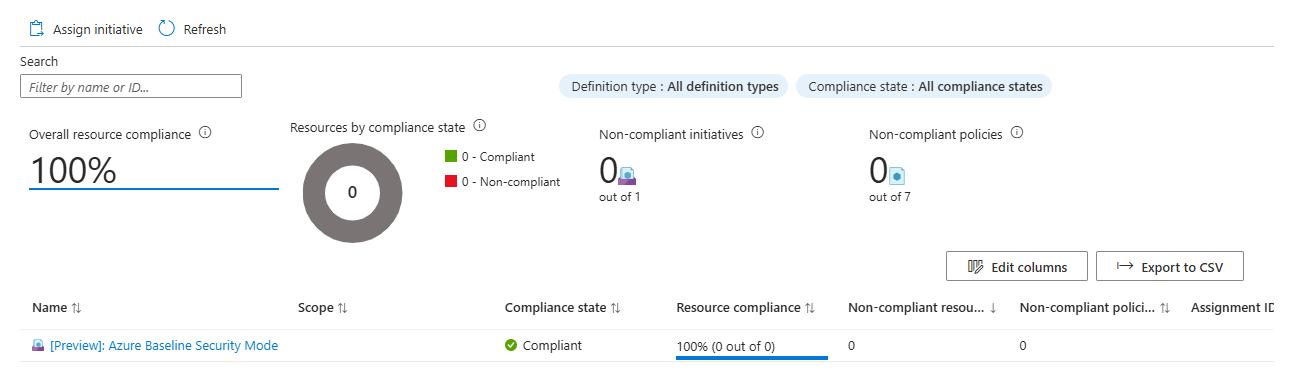 Assign initiative Refresh
Search
Filter by name or ID...
Definition type : All definition types Compliance state : All compliance states
Overall resource compliance
100%
Resources by compliance state
0
0 - Compliant
0 - Non-compliant
Non-compliant initiatives
0
out of 1
Non-compliant policies
0
out of 7
Edit columns Export to CSV
Name Scope Compliance state Resource compliance Non-compliant resou... Non-compliant polici... Assignment ID
[Preview]: Azure Baseline Security Mode Compliant 100% (0 out of 0) 0 0